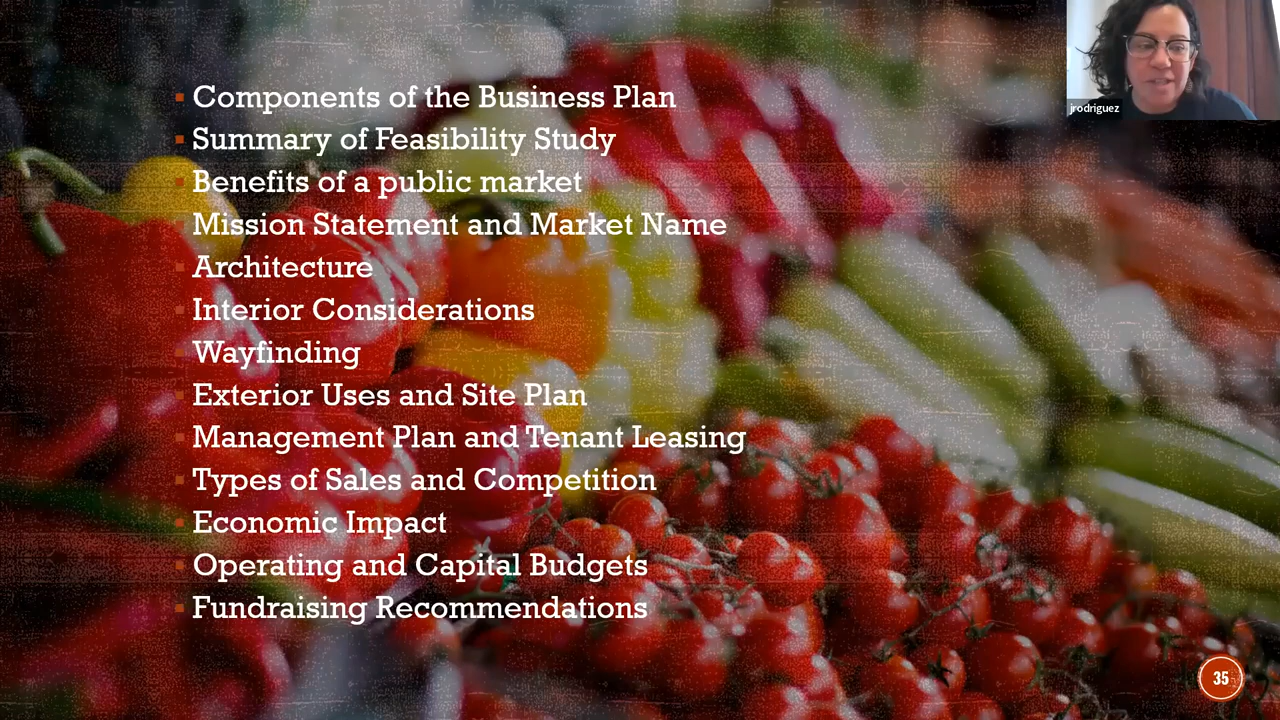 Components of the Business Plan
Summary of Feasibility Study
Benefits of a public market
Mission Statement and Market Name
Architecture
Interior Considerations
Wayfinding
Exterior Uses and Site Plan
Management Plan and Tenant Leasing
Types of Sales and Competition
Economic Impact
Operating and Capital Budgets
Fundraising Recommendations
jrodriguez
35